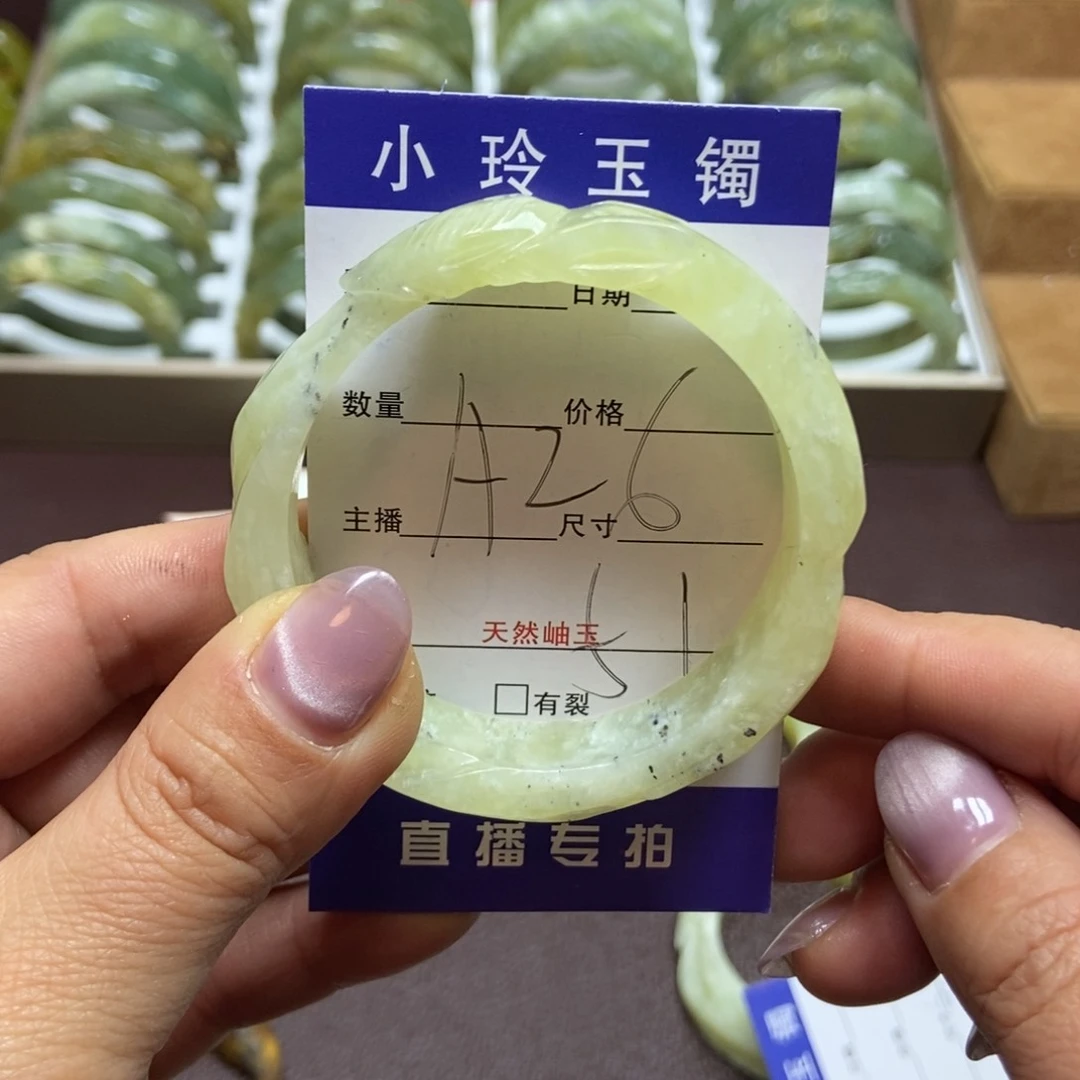 小玲玉镯
日期
数量 价格
A26
主播 尺寸
51
天然岫玉
□有裂
直播专拍